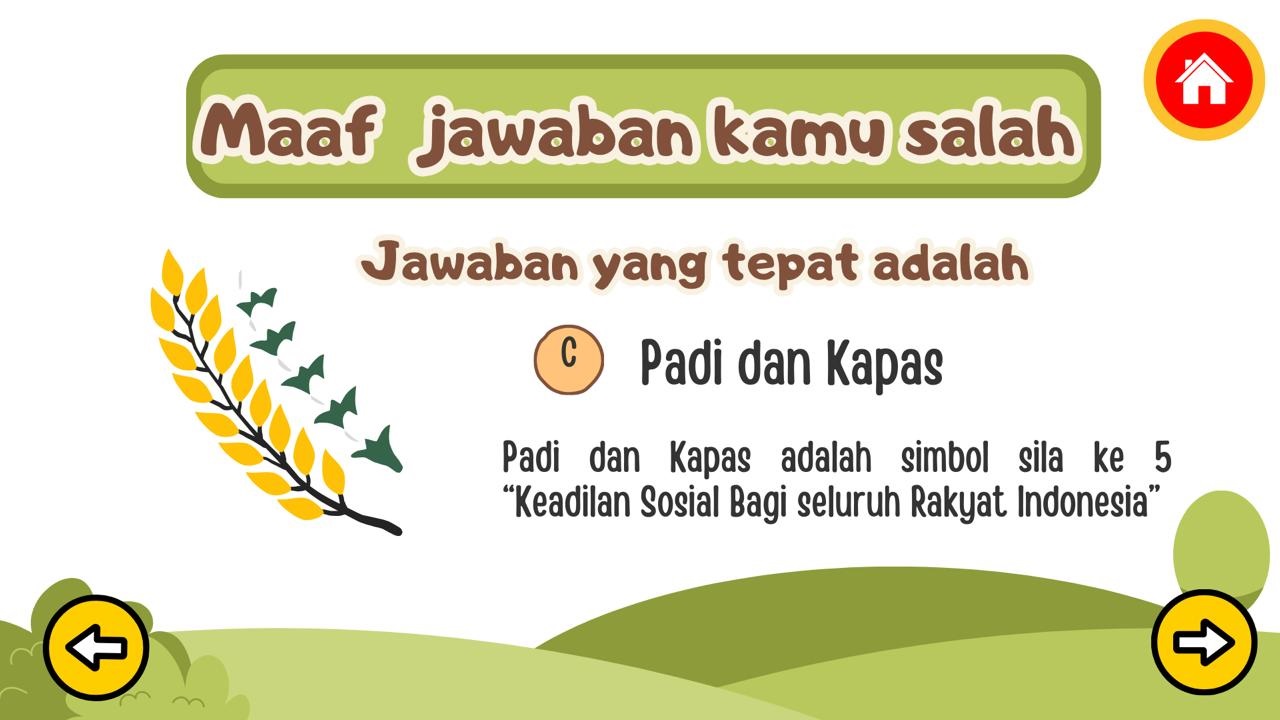 Maaf jawaban kamu salah
Jawaban yang tepat adalah
C Padi dan Kapas
Padi dan Kapas adalah simbol sila ke 5
“Keadilan Sosial Bagi seluruh Rakyat Indonesia”